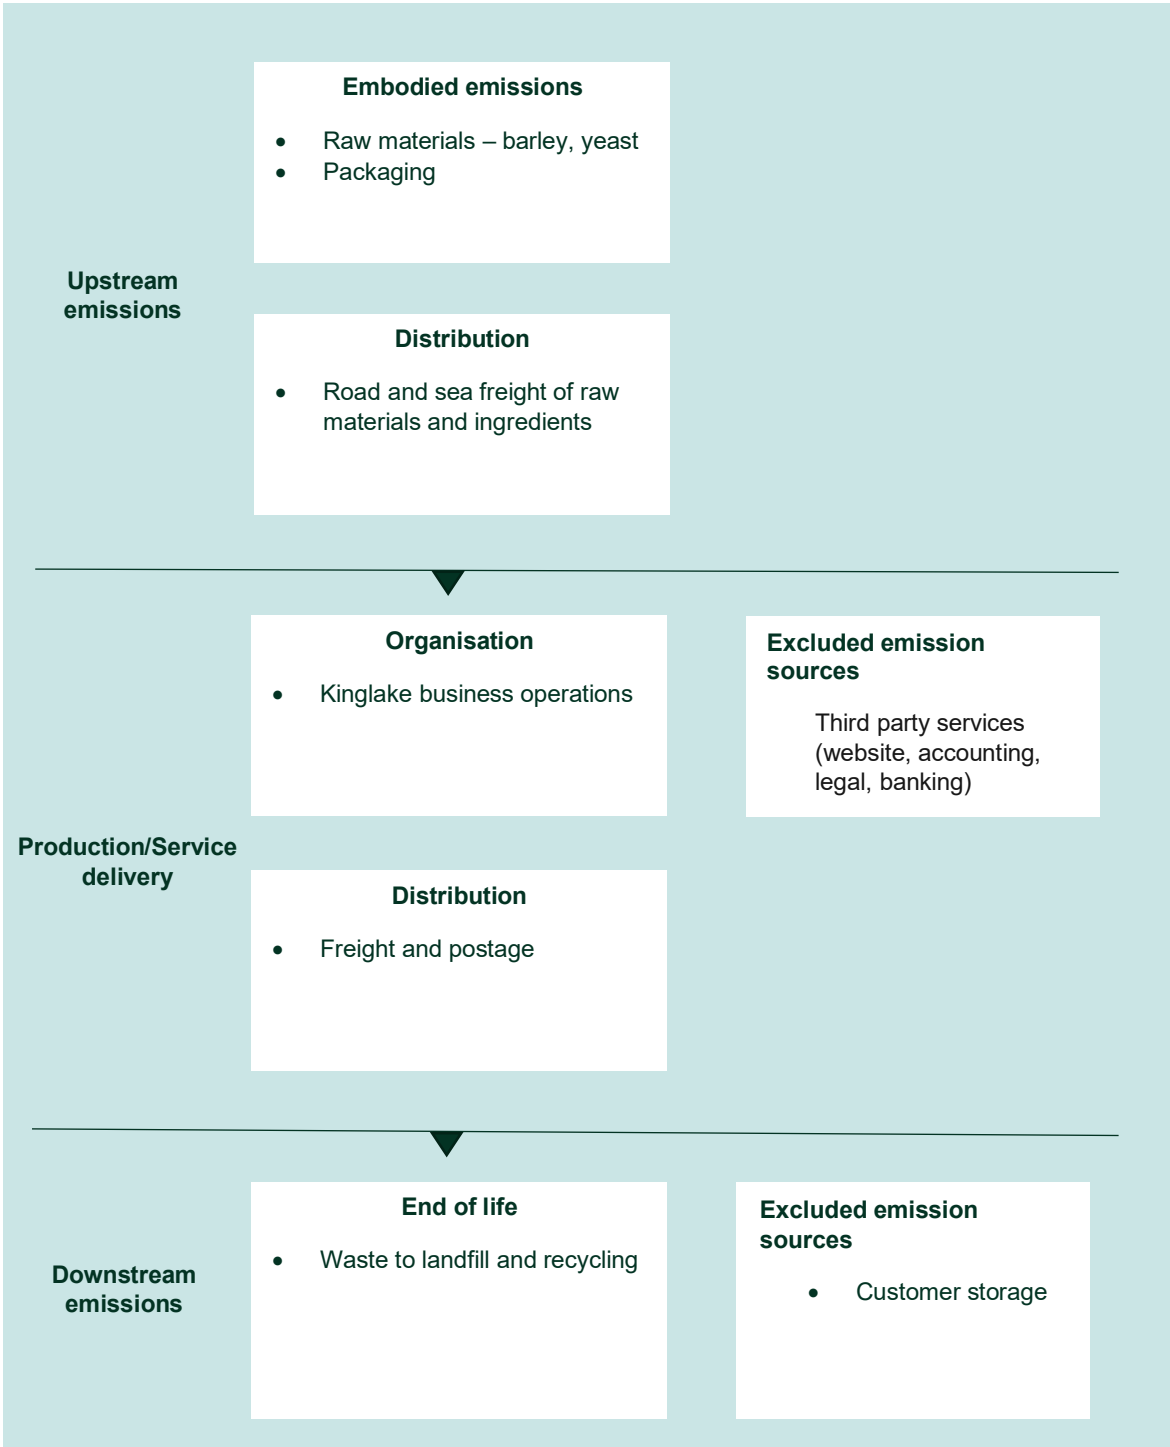 Embodied emissions
• Raw materials – barley, yeast
• Packaging
Upstream
emissions
Distribution
• Road and sea freight of raw
materials and ingredients
Organisation
• Kinglake business operations
Excluded emission
sources
Third party services
(website, accounting,
legal, banking)
Production/Service
delivery
Distribution
• Freight and postage
End of life
• Waste to landfill and recycling
Excluded emission
sources
• Customer storage
Downstream
emissions